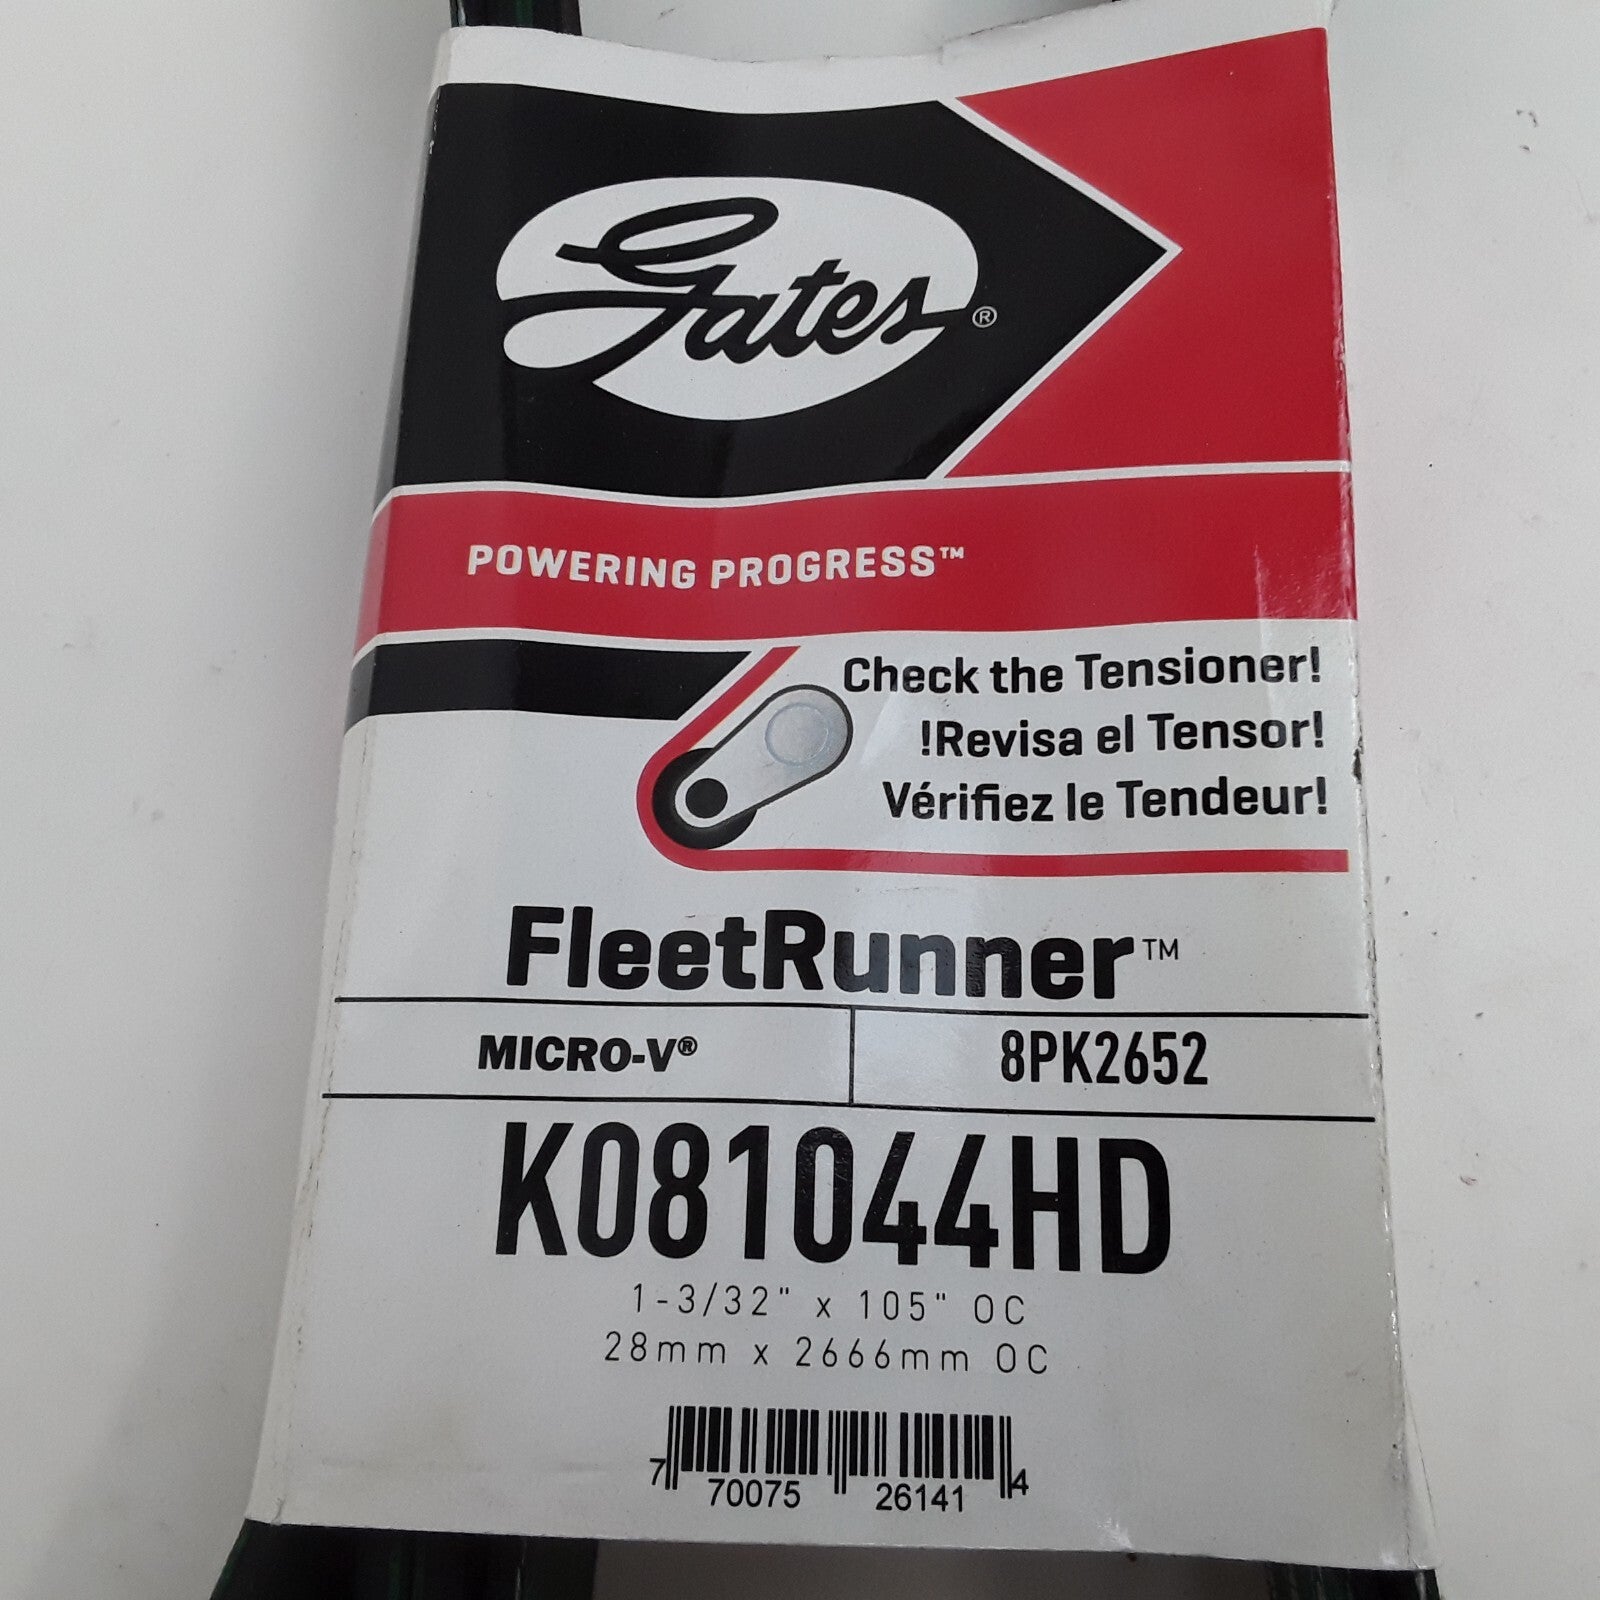 Gates®
POWERING PROGRESS™
Check the Tensioner!
!Revisa el Tensor!
Vérifiez le Tendeur!
FleetRunner™
MICRO-V® 8PK2652
K081044HD
1-3/32" x 105" OC
28mm x 2666mm OC
7 70075 26141 4